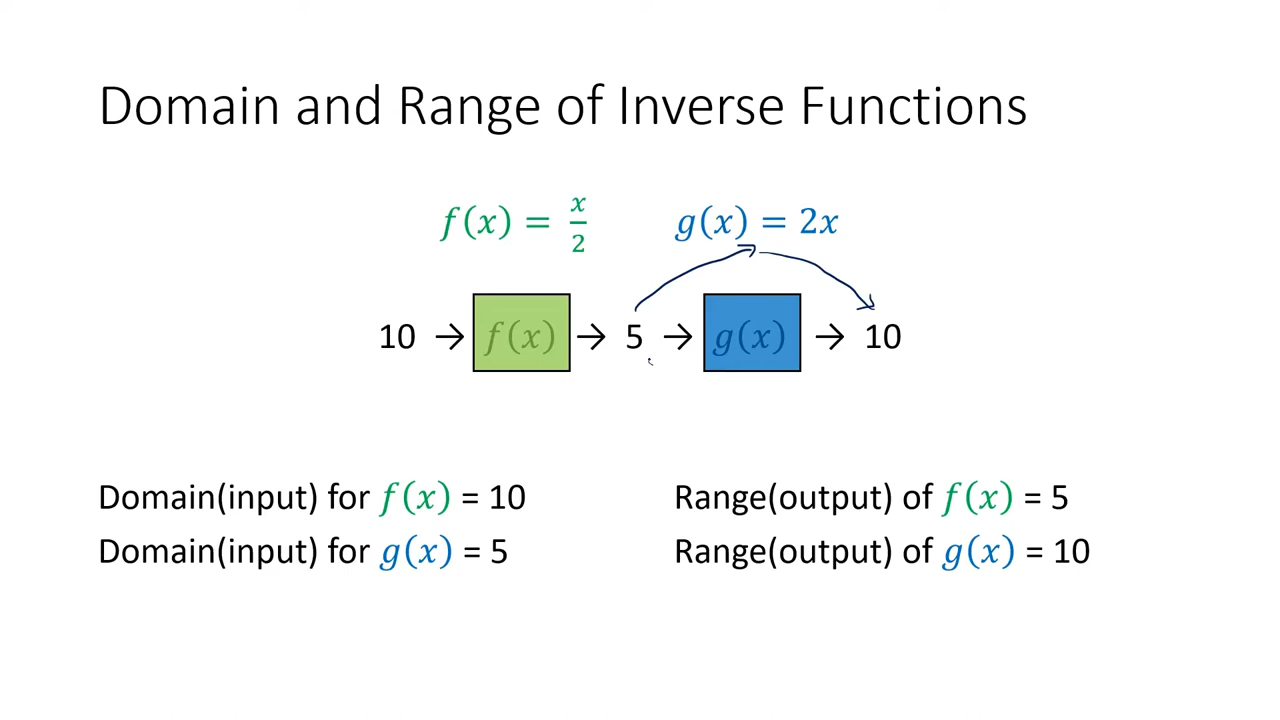 Domain and Range of Inverse Functions
f(x) = x/2 g(x) = 2x
10 → f(x) → 5 → g(x) → 10
Domain(input) for f(x) = 10 Range(output) of f(x) = 5
Domain(input) for g(x) = 5 Range(output) of g(x) = 10